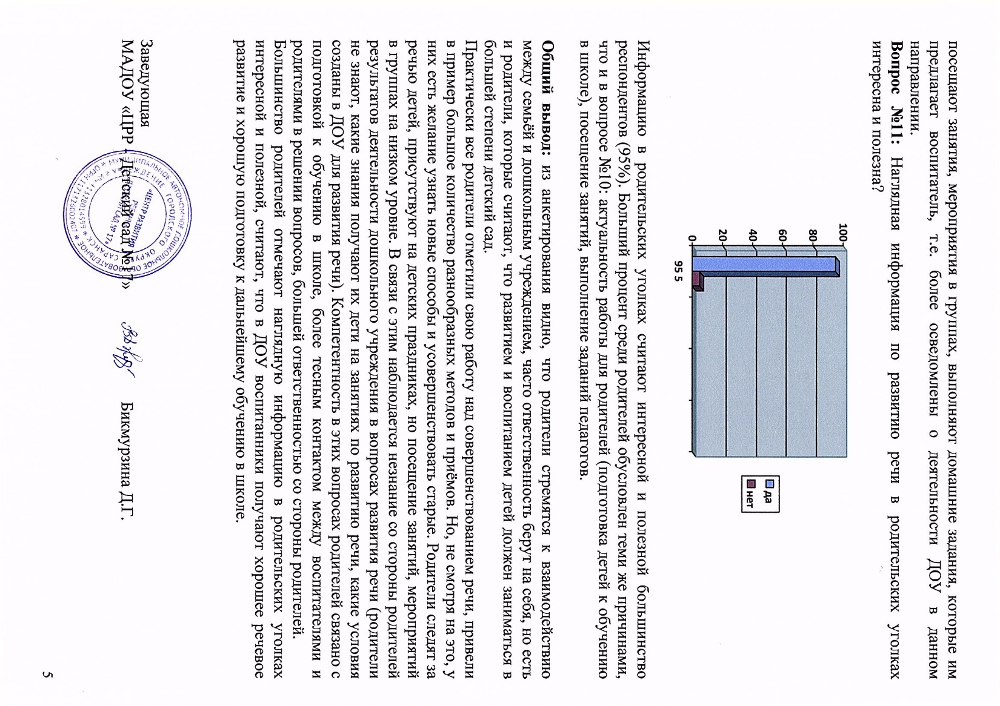 посещают занятия, мероприятия в группах, выполняют домашние задания, которые им
предлагает воспитатель, т.е. более осведомлены о деятельности ДОУ в данном
направлении.
Вопрос №11: Наглядная информация по развитию речи в родительских уголках
интересна и полезна?
100
80
60
40
20
0
95 5
да
нет
Информацию в родительских уголках считают интересной и полезной большинство
респондентов (95%). Больший процент среди родителей обусловлен теми же причинами,
что и в вопросе №10: актуальность работы для родителей (подготовка детей к обучению
в школе), посещение занятий, выполнение заданий педагогов.
Общий вывод: из анкетирования видно, что родители стремятся к взаимодействию
между семьёй и дошкольным учреждением, часто ответственность берут на себя, но есть
и родители, которые считают, что развитием и воспитанием детей должен заниматься в
большей степени детский сад.
Практически все родители отметили свою работу над совершенствованием речи, привели
в пример большое количество разнообразных методов и приёмов. Но, не смотря на это, у
них есть желание узнать новые способы и усовершенствовать старые. Родители следят за
речью детей, присутствуют на детских праздниках, но посещение занятий, мероприятий
в группах на низком уровне. В связи с этим наблюдается незнание со стороны родителей
результатов деятельности дошкольного учреждения в вопросах развития речи (родители
не знают, какие знания получают их дети на занятиях по развитию речи, какие условия
созданы в ДОУ для развития речи). Компетентность в этих вопросах родителей связано с
подготовкой к обучению в школе, более тесным контактом между воспитателями и
родителями в решении вопросов, большей ответственностью со стороны родителей.
Большинство родителей отмечают наглядную информацию в родительских уголках
интересной и полезной, считают, что в ДОУ воспитанники получают хорошее речевое
развитие и хорошую подготовку к дальнейшему обучению в школе.
Заведующая
МАДОУ «ЦРР - Детский сад №17» Бикмурзина Д.Г.
«ЦЕНТР РАЗВИТИЯ
5